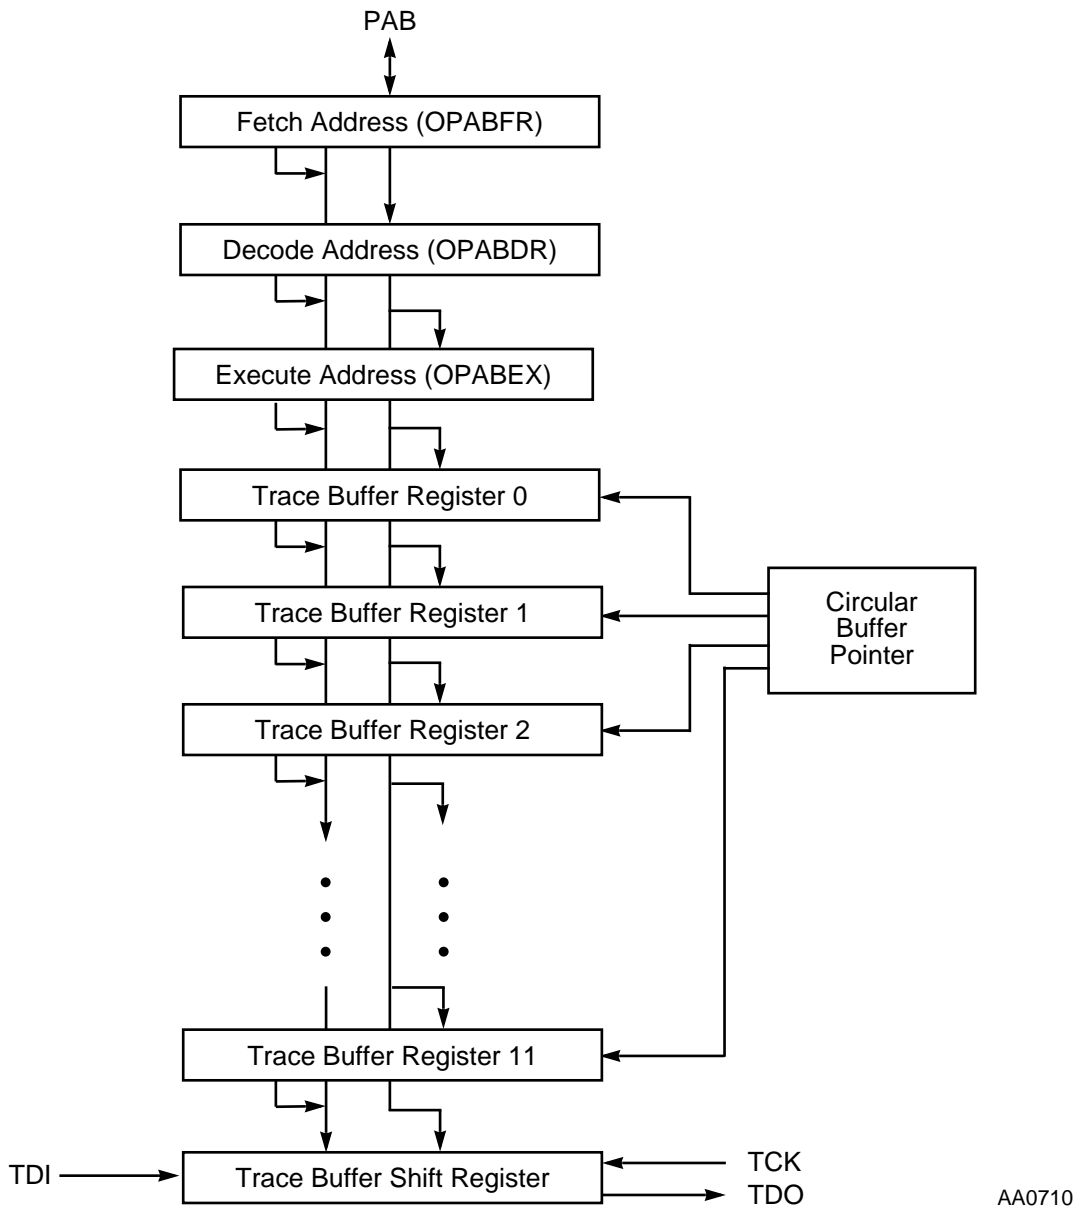 PAB
Fetch Address (OPABFR)
Decode Address (OPABDR)
Execute Address (OPABEX)
Trace Buffer Register 0
Trace Buffer Register 1
Circular
Buffer
Pointer
Trace Buffer Register 2
Trace Buffer Register 11
TDI
Trace Buffer Shift Register
TCK
TDO
AA0710